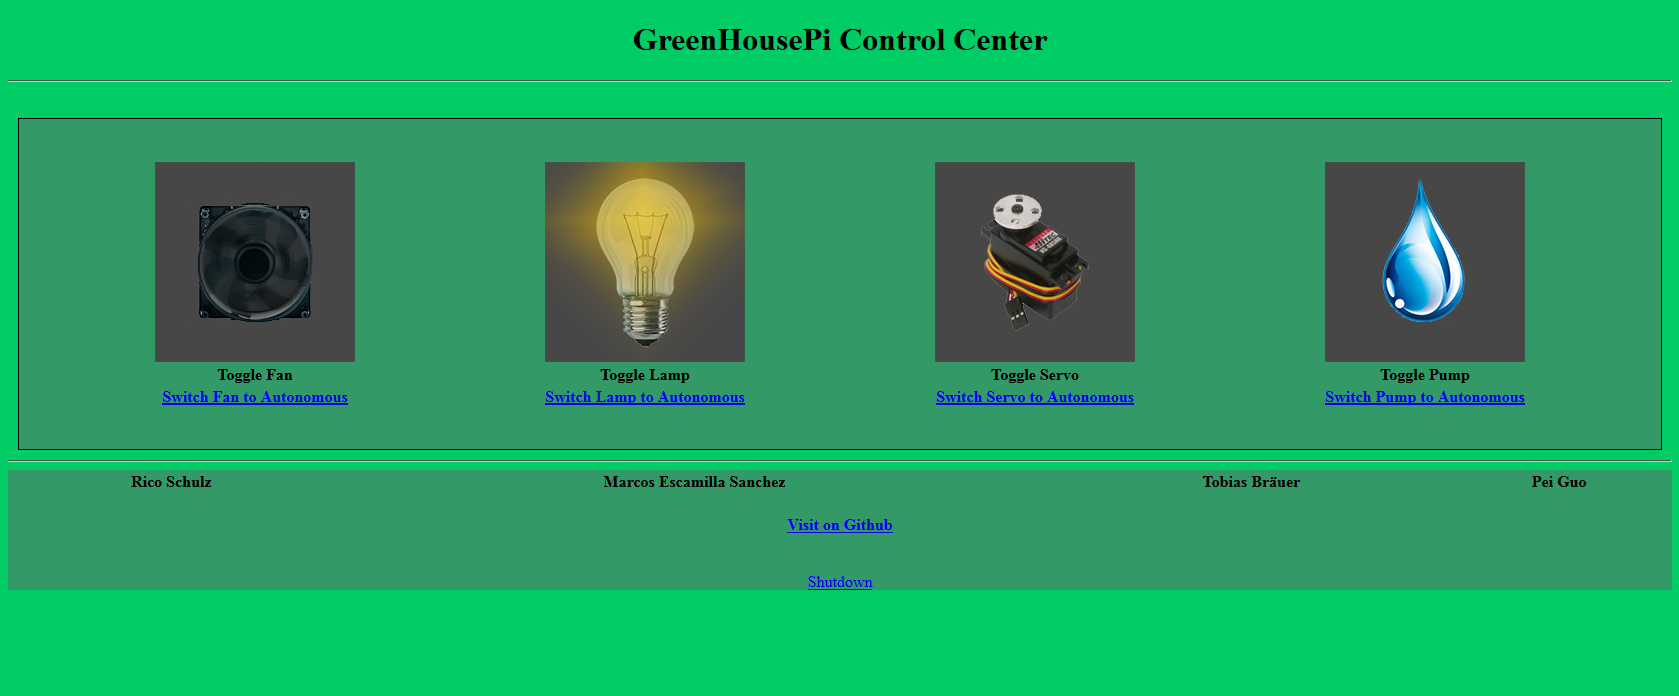 GreenHousePi Control Center
HITEC
Toggle Fan Toggle Lamp Toggle Servo Toggle Pump
Switch Fan to Autonomous Switch Lamp to Autonomous Switch Servo to Autonomous Switch Pump to Autonomous
Rico Schulz Marcos Escamilla Sanchez Tobias Bräuer Pei Guo
Visit on Github
Shutdown